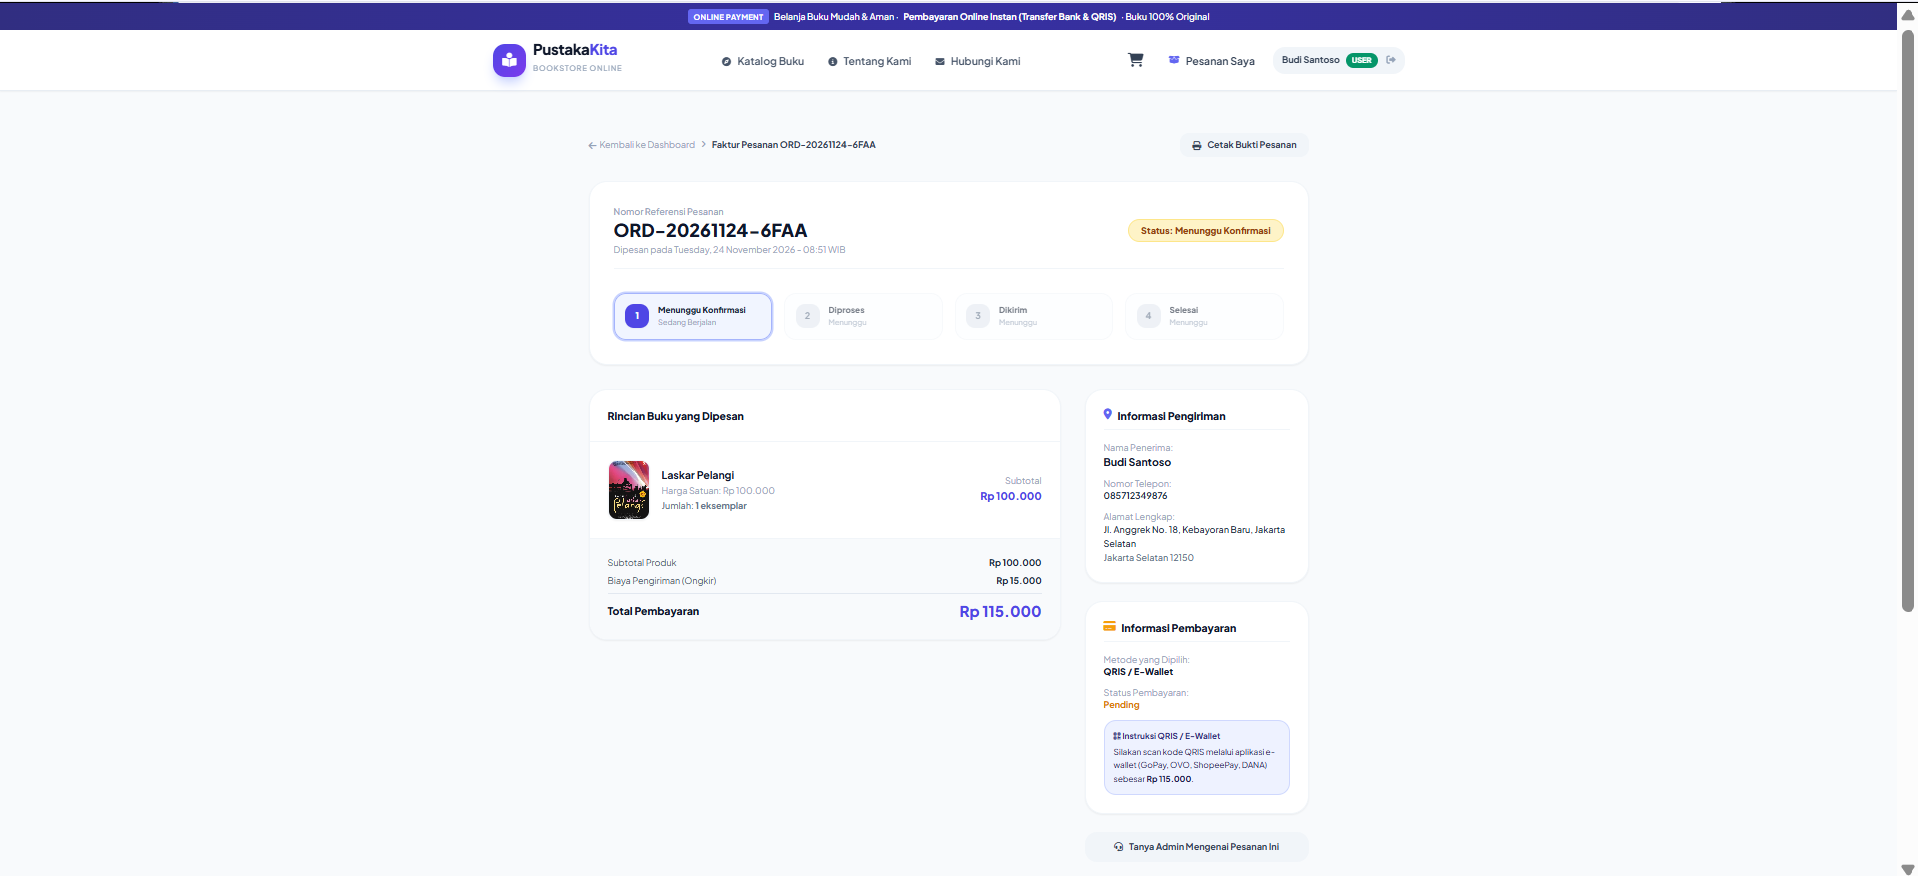 ONLINE PAYMENT Belanja Buku Mudah & Aman · Pembayaran Online Instan (Transfer Bank & QRIS) · Buku 100% Original
PustakaKita
BOOKSTORE ONLINE
Katalog Buku
Tentang Kami
Hubungi Kami
Pesanan Saya
Budi Santoso USER
Kembali ke Dashboard > Faktur Pesanan ORD-20261124-6FAA
Cetak Bukti Pesanan
Nomor Referensi Pesanan
ORD-20261124-6FAA
Dipesan pada Tuesday, 24 November 2026 - 08:51 WIB
Status: Menunggu Konfirmasi
1 Menunggu Konfirmasi
Sedang Berjalan
2 Diproses
Menunggu
3 Dikirim
Menunggu
4 Selesai
Menunggu
Rincian Buku yang Dipesan
Laskar Pelangi
Harga Satuan: Rp 100.000
Jumlah: 1 eksemplar
Subtotal
Rp 100.000
Subtotal Produk Rp 100.000
Biaya Pengiriman (Ongkir) Rp 15.000
Total Pembayaran Rp 115.000
Informasi Pengiriman
Nama Penerima:
Budi Santoso
Nomor Telepon:
085712349876
Alamat Lengkap:
Jl. Anggrek No. 18, Kebayoran Baru, Jakarta
Selatan
Jakarta Selatan 12150
Informasi Pembayaran
Metode yang Dipilih:
QRIS / E-Wallet
Status Pembayaran:
Pending
Instruksi QRIS / E-Wallet
Silakan scan kode QRIS melalui aplikasi e-
wallet (GoPay, OVO, ShopeePay, DANA)
sebesar Rp 115.000.
Tanya Admin Mengenai Pesanan Ini